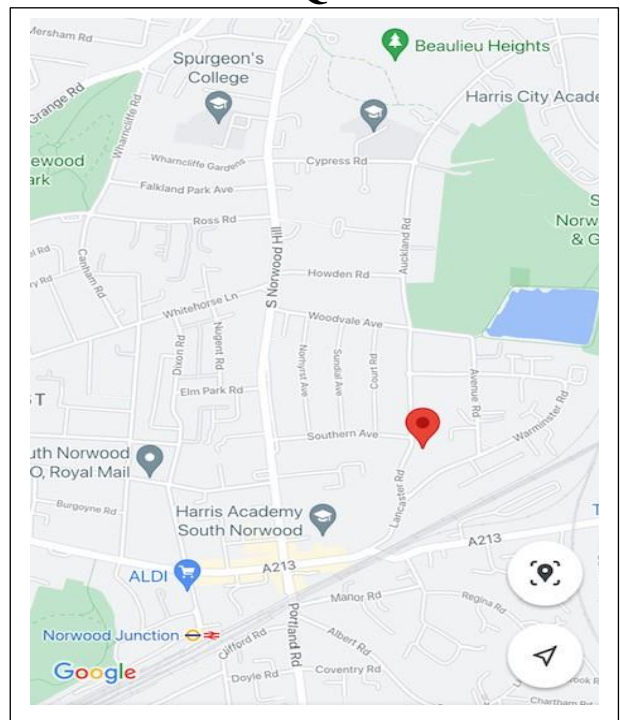 Q
Mersham Rd
Spurgeon's
College
Beaulieu Heights
Grange Rd
Wharncliffe Rd
Harris City Acade
ewood
ark
Wharncliffe Gardens
Cypress Rd
Falkland Park Ave
Ross Rd
S Norwood Hill
Auckland Rd
S
Norw
& G
Canham Rd
Howden Rd
Whitehorse Ln
Woodvale Ave
Dixon Rd
Nugent Rd
Norhyrst Ave
Sundial Ave
Court Rd
Avenue Rd
Elm Park Rd
ST
Warminster Rd
Southern Ave
uth Norwood
O, Royal Mail
Lancaster Rd
Burgoyne Rd
Harris Academy
South Norwood
A213
A213
ALDI
Manor Rd
Regina Rd
Portland Rd
Norwood Junction
Clifford Rd
Albert Rd
Google
Doyle Rd
Coventry Rd
Chartham Rd